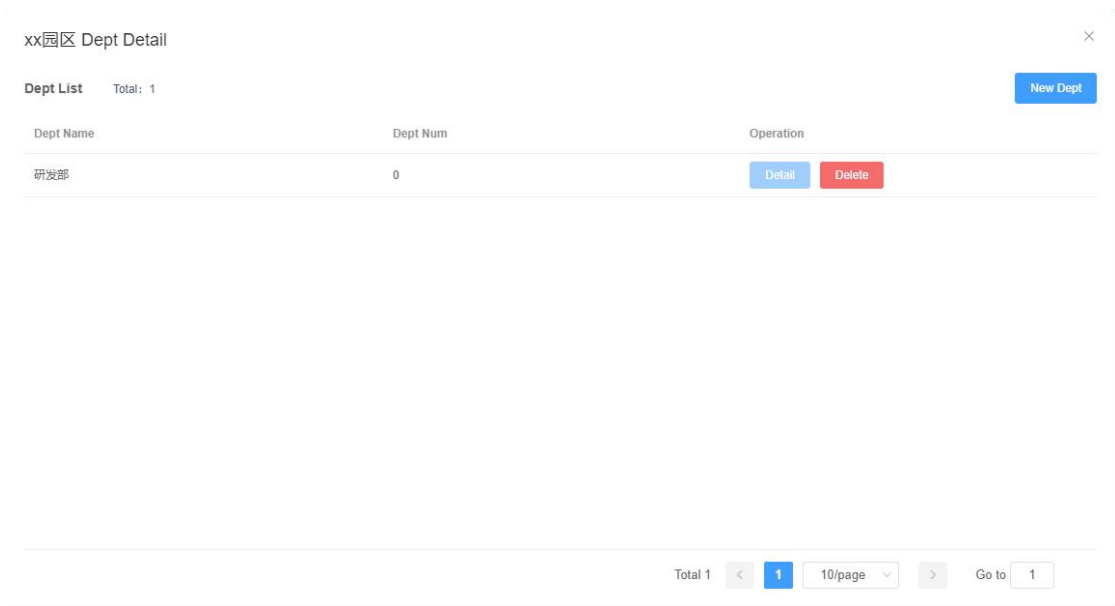 xx园区 Dept Detail
Dept List Total: 1 New Dept
Dept Name Dept Num Operation
研发部 0 Detail Delete
Total 1 < 1 10/page > Go to 1